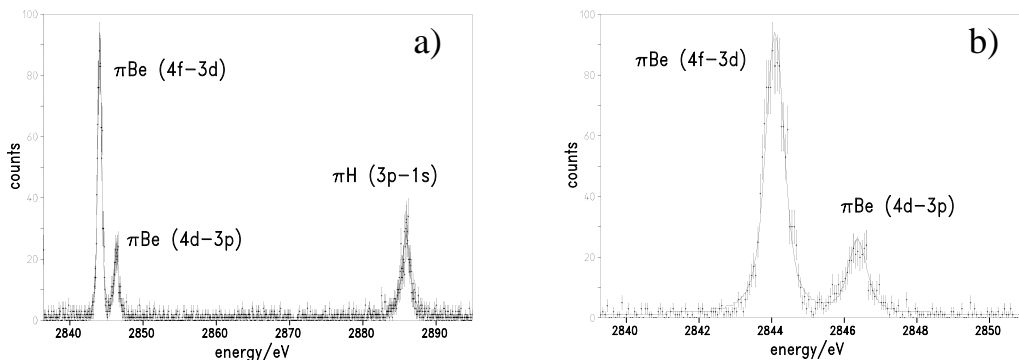 100
80
60
40
20
0
counts
a)
πBe (4f-3d)
πBe (4d-3p)
πH (3p-1s)
2840 2850 2860 2870 2880 2890
energy/eV
100
80
60
40
20
0
counts
b)
πBe (4f-3d)
πBe (4d-3p)
2840 2842 2844 2846 2848 2850
energy/eV